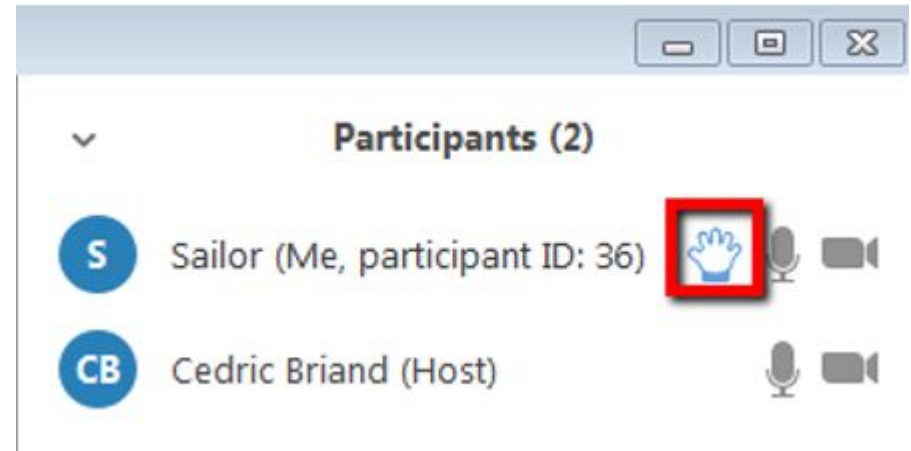 Participants (2)
S Sailor (Me, participant ID: 36)
CB Cedric Briand (Host)